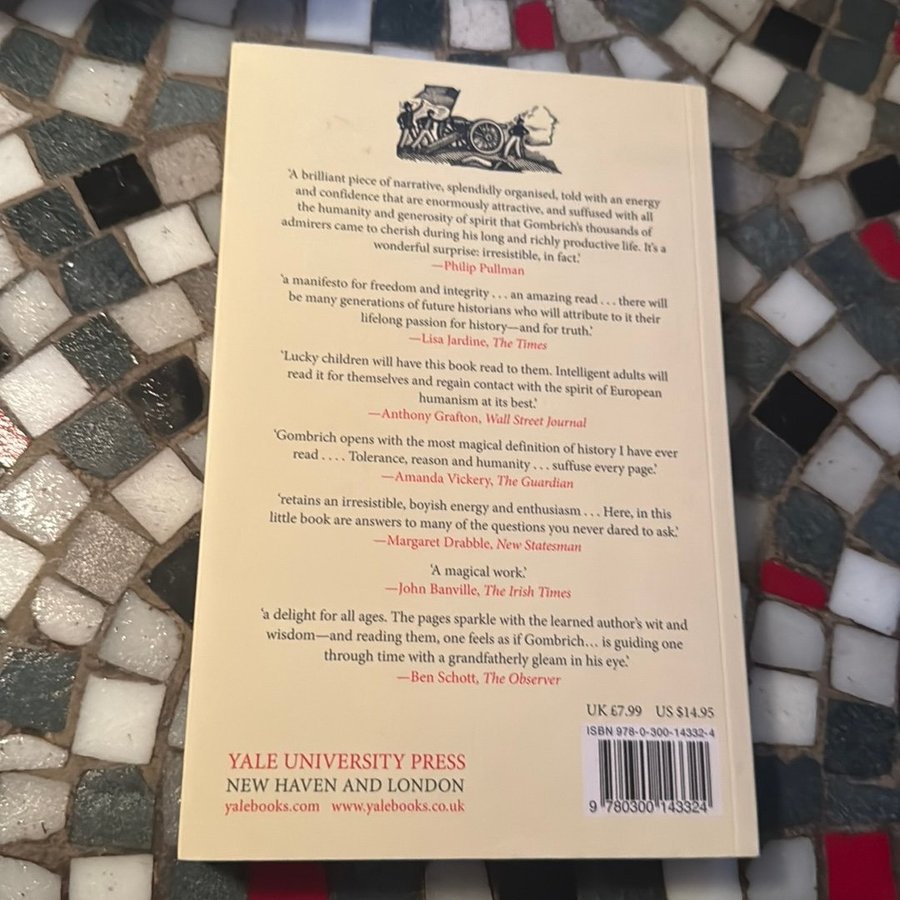 ‘A brilliant piece of narrative, splendidly organised, told with an energy
and confidence that are enormously attractive, and suffused with all
the humanity and generosity of spirit that Gombrich's thousands of
admirers came to cherish during his long and richly productive life. It's a
wonderful surprise: irresistible, in fact.’
—Philip Pullman
‘a manifesto for freedom and integrity . . . an amazing read . . . there will
be many generations of future historians who will attribute to it their
lifelong passion for history—and for truth.’
—Lisa Jardine, The Times
‘Lucky children will have this book read to them. Intelligent adults will
read it for themselves and regain contact with the spirit of European
humanism at its best.’
—Anthony Grafton, Wall Street Journal
‘Gombrich opens with the most magical definition of history I have ever
read . . . . Tolerance, reason and humanity . . . suffuse every page.’
—Amanda Vickery, The Guardian
‘retains an irresistible, boyish energy and enthusiasm . . . Here, in this
little book are answers to many of the questions you never dared to ask.’
—Margaret Drabble, New Statesman
‘A magical work.’
—John Banville, The Irish Times
‘a delight for all ages. The pages sparkle with the learned author's wit and
wisdom—and reading them, one feels as if Gombrich... is guiding one
through time with a grandfatherly gleam in his eye.’
—Ben Schott, The Observer
UK £7.99 US $14.95
ISBN 978-0-300-14332-4
9 780300 143324
YALE UNIVERSITY PRESS
NEW HAVEN AND LONDON
yalebooks.com www.yalebooks.co.uk